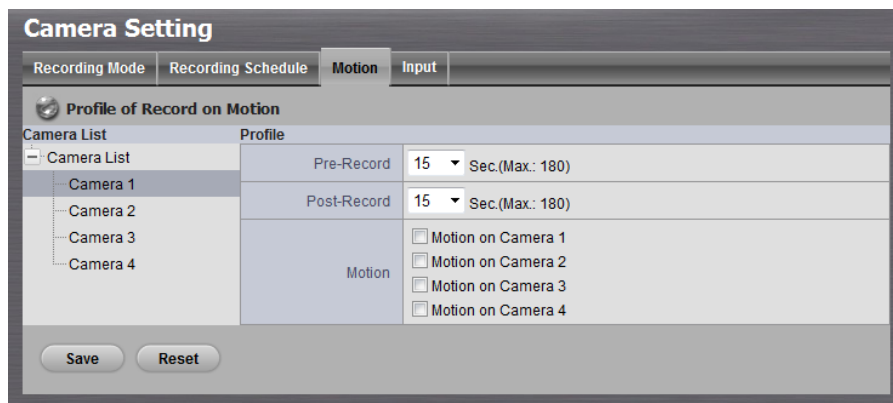 Camera Setting
Recording Mode Recording Schedule Motion Input
Profile of Record on Motion
Camera List Profile
Camera List
Camera 1
Camera 2
Camera 3
Camera 4
Pre-Record 15 Sec.(Max.: 180)
Post-Record 15 Sec.(Max.: 180)
Motion
Motion on Camera 1
Motion on Camera 2
Motion on Camera 3
Motion on Camera 4
Save Reset